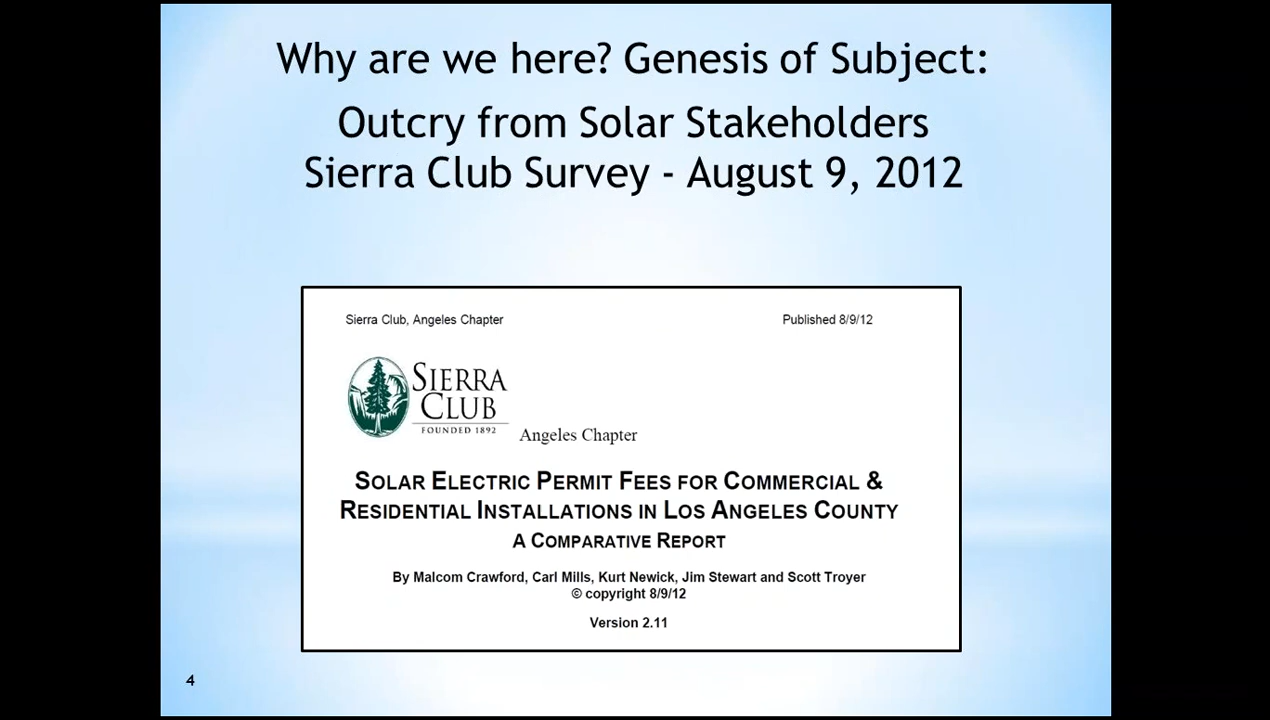 Why are we here? Genesis of Subject:
Outcry from Solar Stakeholders
Sierra Club Survey - August 9, 2012
Sierra Club, Angeles Chapter
Published 8/9/12
SIERRA
CLUB
FOUNDED 1892
Angeles Chapter
SOLAR ELECTRIC PERMIT FEES FOR COMMERCIAL &
RESIDENTIAL INSTALLATIONS IN LOS ANGELES COUNTY
A COMPARATIVE REPORT
By Malcom Crawford, Carl Mills, Kurt Newick, Jim Stewart and Scott Troyer
© copyright 8/9/12
Version 2.11
4